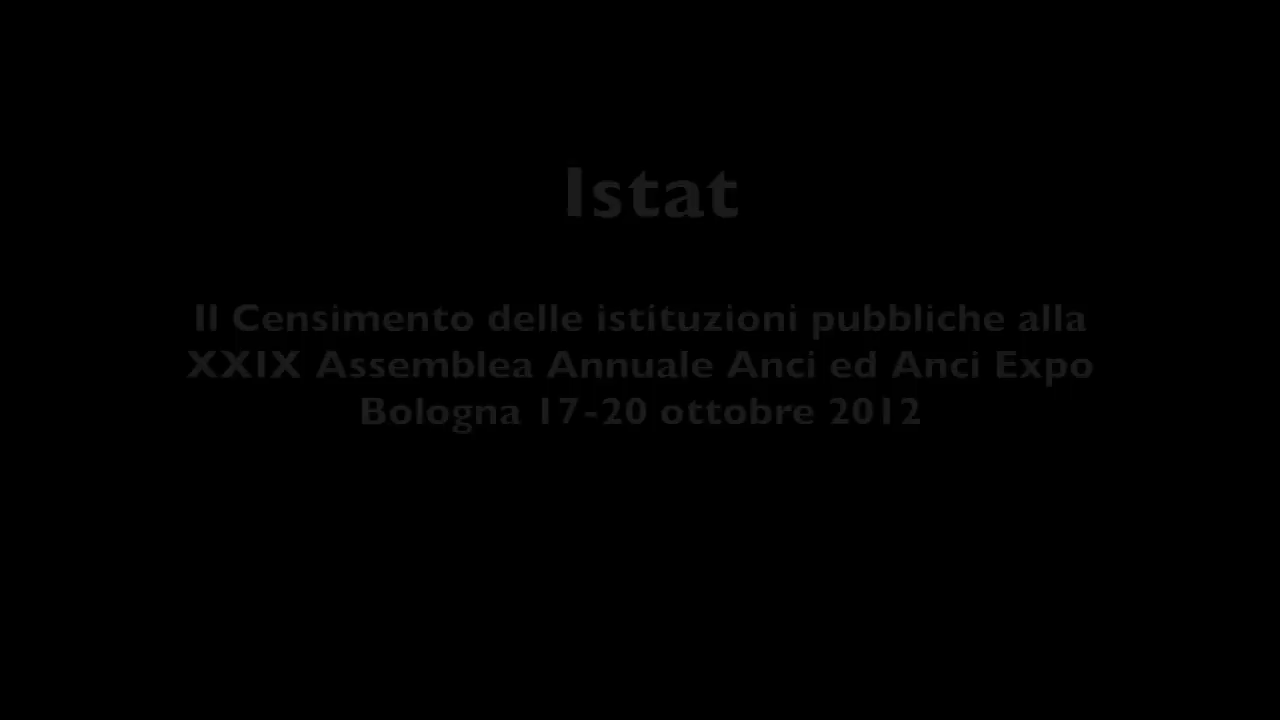 Istat
Il Censimento delle istituzioni pubbliche alla
XXIX Assemblea Annuale Anci ed Anci Expo
Bologna 17-20 ottobre 2012